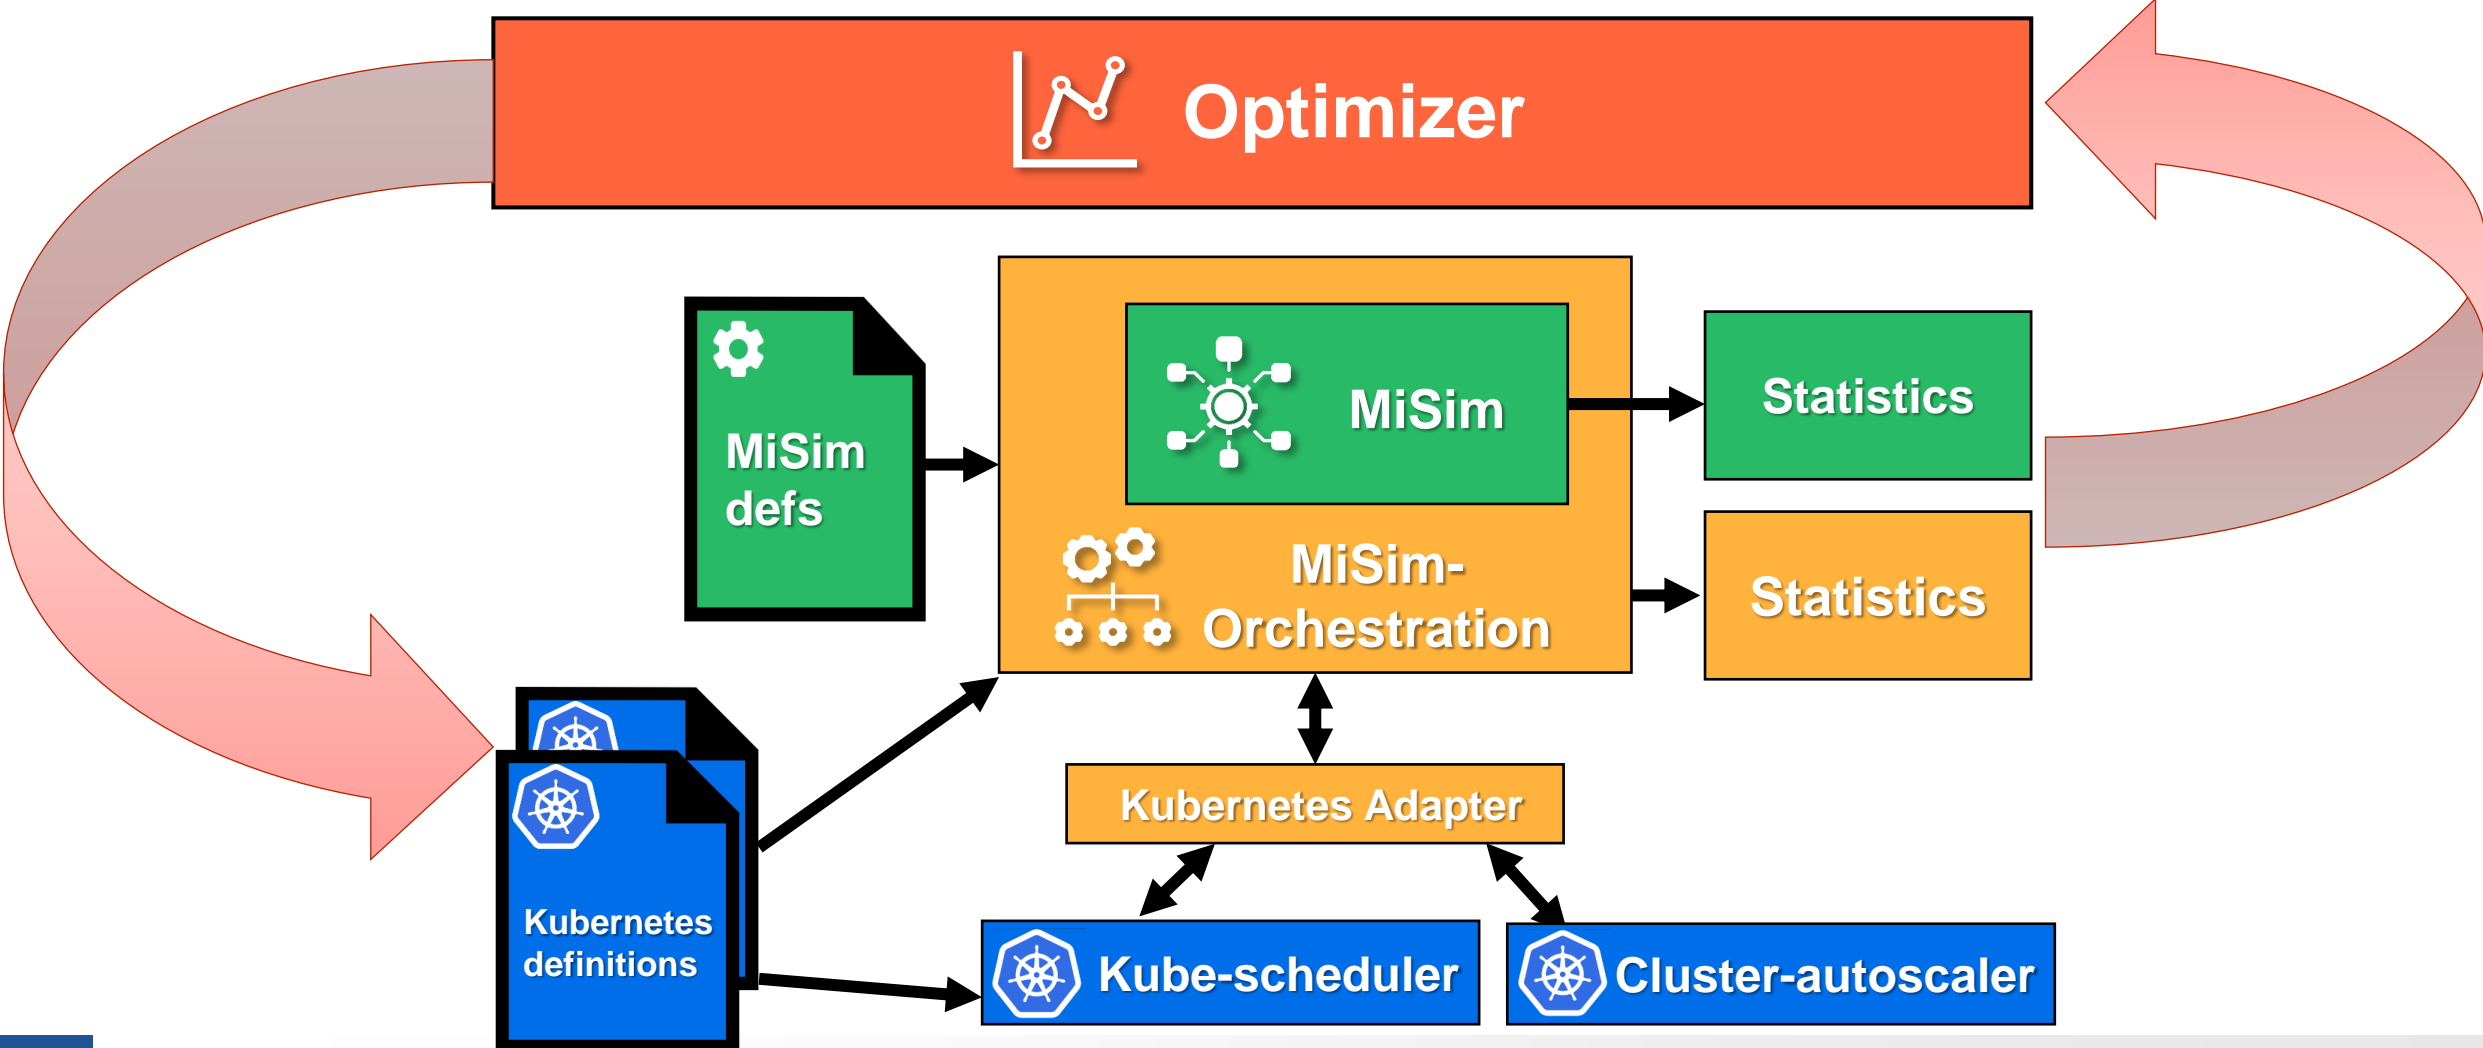 Optimizer
MiSim
defs
MiSim
MiSim-
Orchestration
Statistics
Statistics
Kubernetes Adapter
Kubernetes
definitions
Kube-scheduler
Cluster-autoscaler